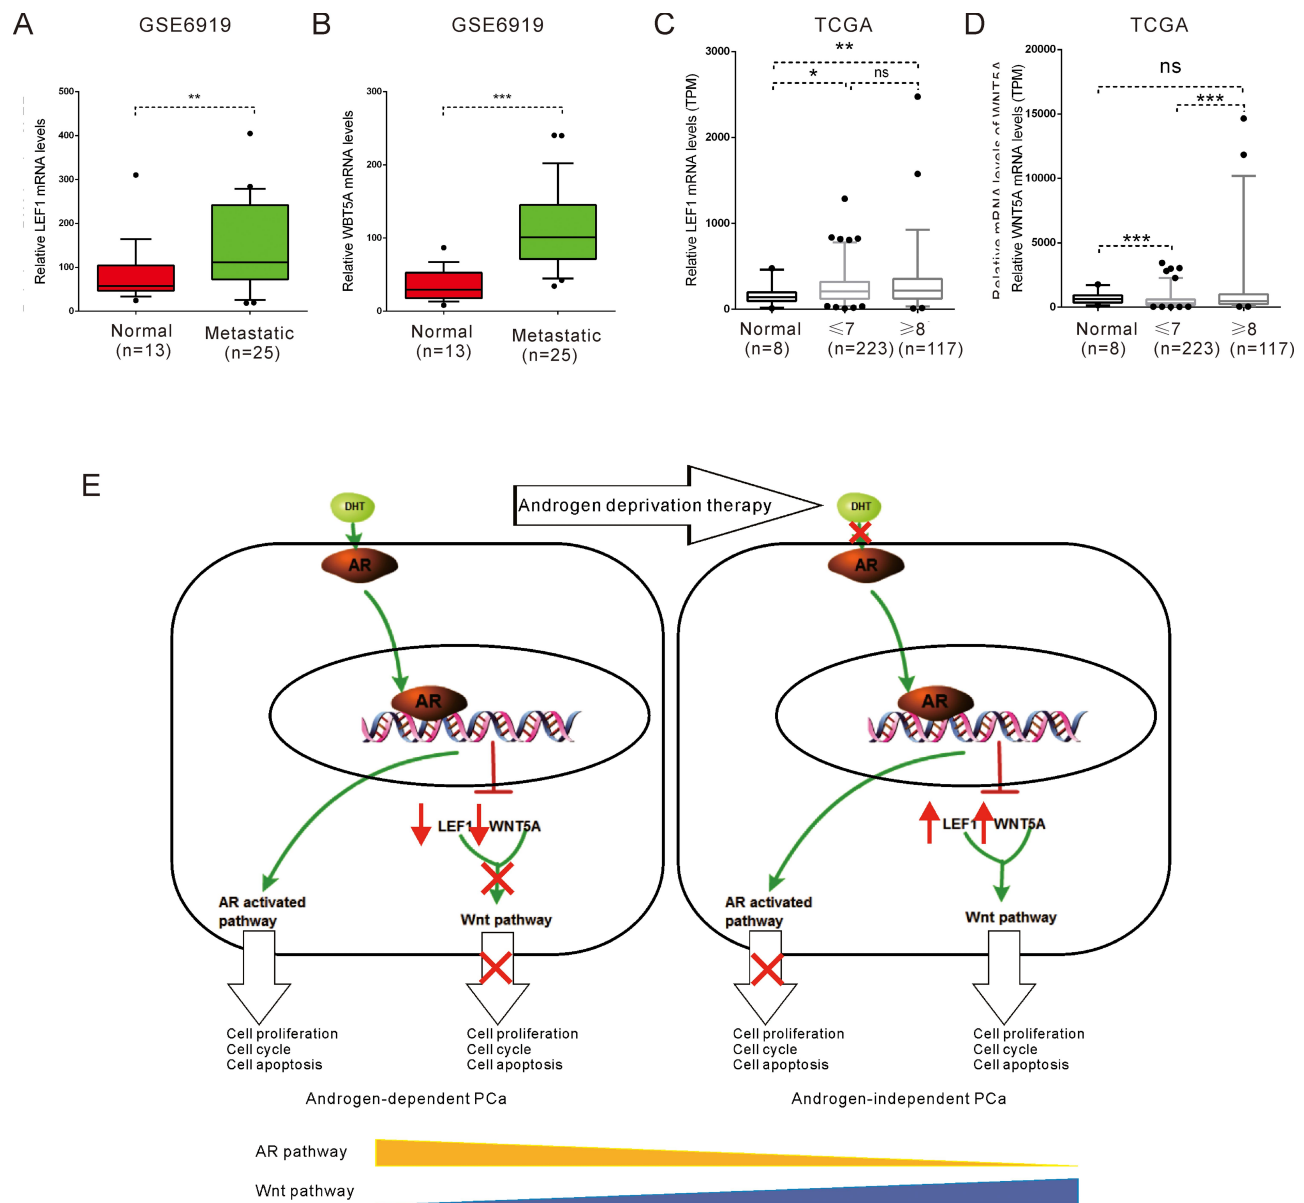 A
GSE6919
Relative LEF1 mRNA levels
500
400
300
200
100
0
**
Normal
(n=13)
Metastatic
(n=25)
B
GSE6919
Relative WBT5A mRNA levels
300
200
100
0
***
Normal
(n=13)
Metastatic
(n=25)
C
TCGA
Relative LEF1 mRNA levels (TPM)
3000
2000
1000
0
**
*
ns
Normal
(n=8)
≤7
(n=223)
≥8
(n=117)
D
TCGA
Relative mRNA levels of WNT5A
Relative WNT5A mRNA levels (TPM)
20000
15000
10000
5000
0
ns
***
***
Normal
(n=8)
≤7
(n=223)
≥8
(n=117)
E
Androgen deprivation therapy
DHT
AR
AR
LEF1
WNT5A
AR activated
pathway
Wnt pathway
Cell proliferation
Cell cycle
Cell apoptosis
Cell proliferation
Cell cycle
Cell apoptosis
Androgen-dependent PCa
DHT
AR
AR
LEF1
WNT5A
AR activated
pathway
Wnt pathway
Cell proliferation
Cell cycle
Cell apoptosis
Cell proliferation
Cell cycle
Cell apoptosis
Androgen-independent PCa
AR pathway
Wnt pathway